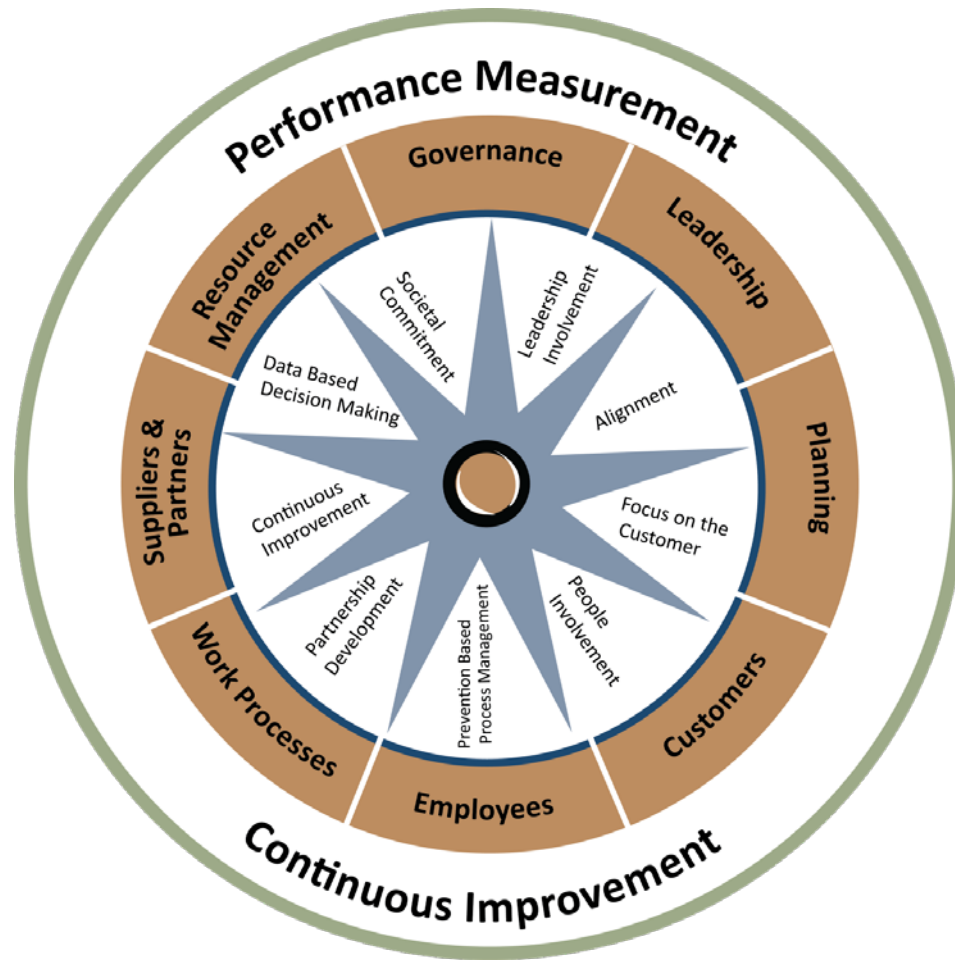 Performance Measurement
Governance
Leadership
Planning
Customers
Employees
Work Processes
Suppliers &
Partners
Resource
Management
Leadership
Involvement
Alignment
Focus on the
Customer
People
Involvement
Prevention Based
Process Management
Partnership
Development
Continuous
Improvement
Data Based
Decision Making
Societal
Commitment
Continuous Improvement